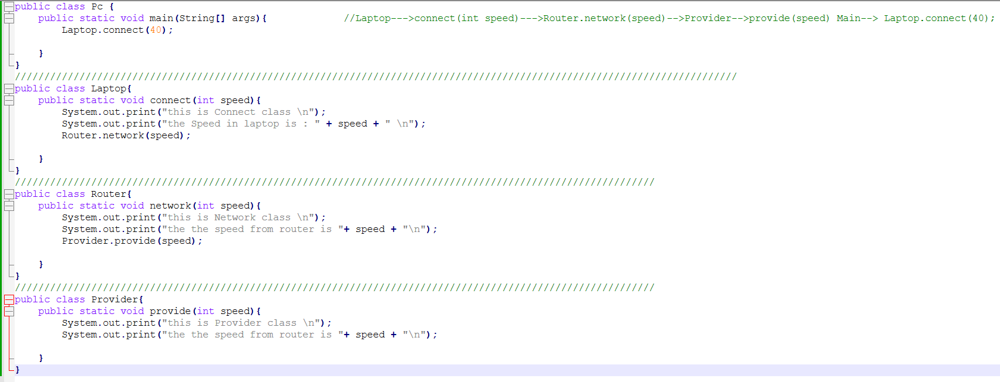 public class Pc {
    public static void main(String[] args){             //Laptop--->connect(int speed)--->Router.network(speed)-->Provider-->provide(speed) Main--> Laptop.connect(40);
        Laptop.connect(40);
    }
}
///////////////////////////////////////////////////////////////////////////////////////////////////////////////////////////
public class Laptop{
    public static void connect(int speed){
        System.out.print("this is Connect class \n");
        System.out.print("the Speed in laptop is : " + speed + " \n");
        Router.network(speed);
    }
}
/////////////////////////////////////////////////////////////////////////////////////////////////////////////
public class Router{
    public static void network(int speed){
        System.out.print("this is Network class \n");
        System.out.print("the the speed from router is "+ speed + "\n");
        Provider.provide(speed);
    }
}
/////////////////////////////////////////////////////////////////////////////////////////////////////////////
public class Provider{
    public static void provide(int speed){
        System.out.print("this is Provider class \n");
        System.out.print("the the speed from router is "+ speed + "\n");
    }
}